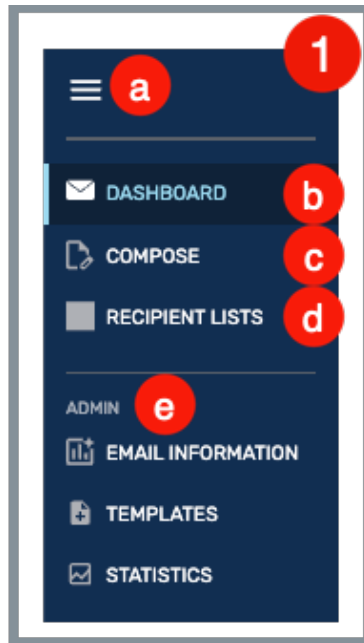 1
a
DASHBOARD b
COMPOSE c
RECIPIENT LISTS d
ADMIN e
EMAIL INFORMATION
TEMPLATES
STATISTICS